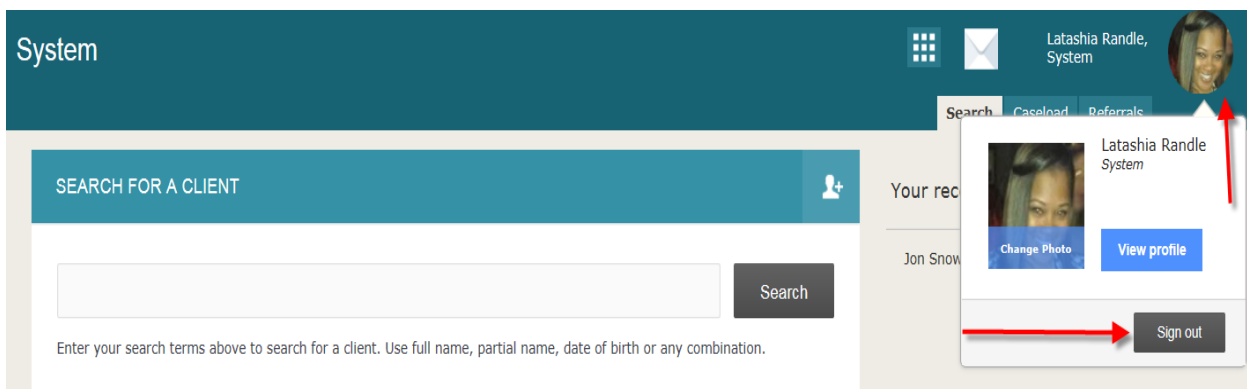 System
Latashia Randle,
System
Search Caseload Referrals
SEARCH FOR A CLIENT
Search
Enter your search terms above to search for a client. Use full name, partial name, date of birth or any combination.
Your rec
Jon Snow
Latashia Randle
System
Change Photo
View profile
Sign out